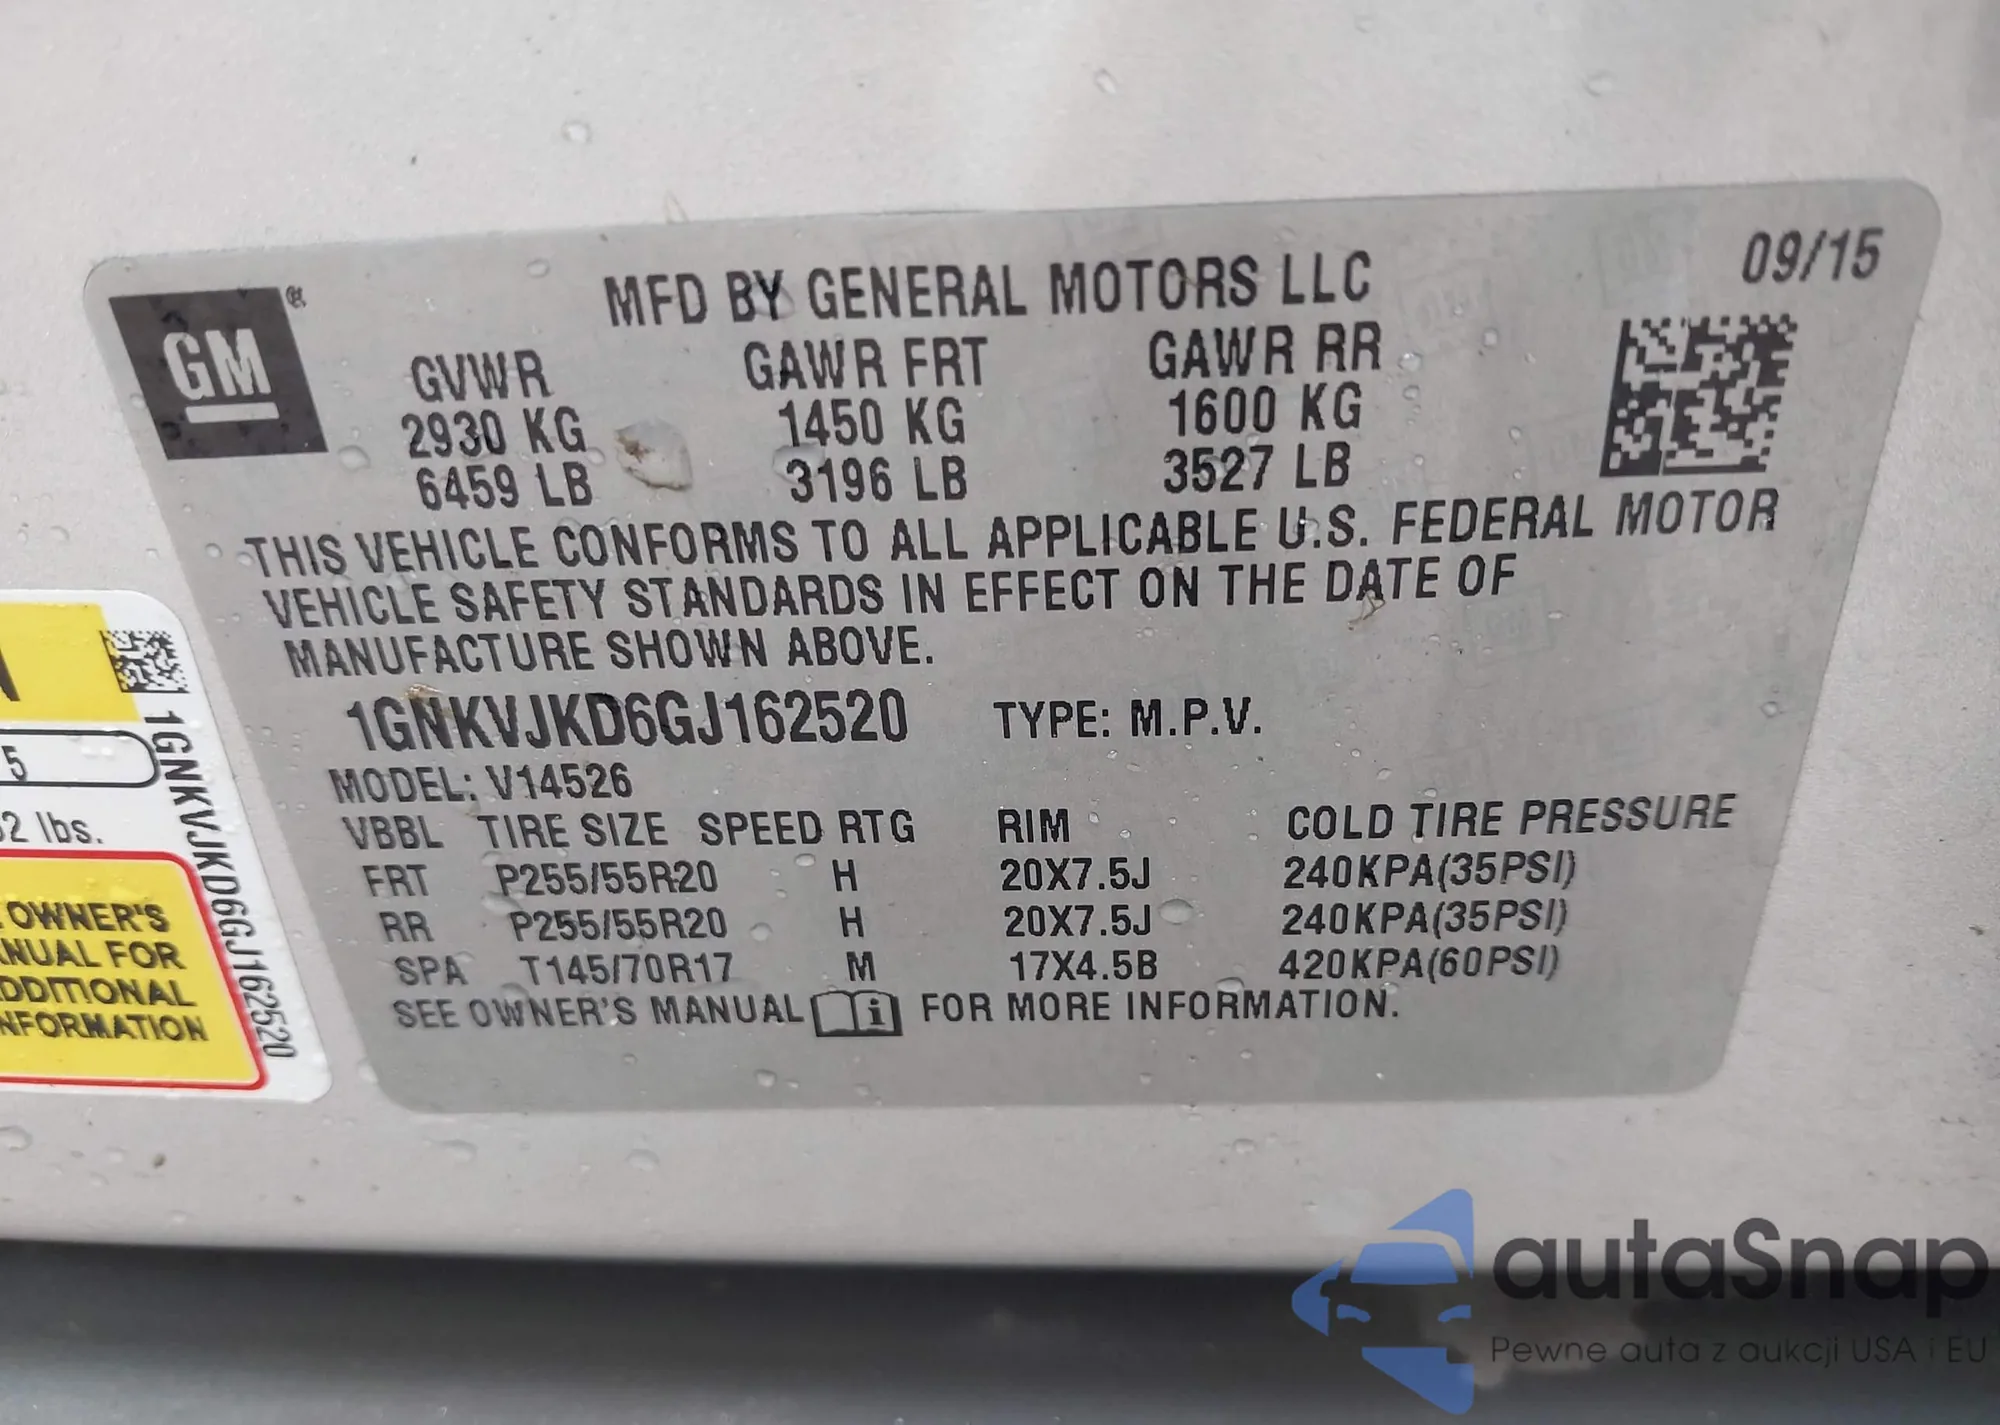 GM®
MFD BY GENERAL MOTORS LLC
09/15
GVWR GAWR FRT GAWR RR
2930 KG 1450 KG 1600 KG
6459 LB 3196 LB 3527 LB
THIS VEHICLE CONFORMS TO ALL APPLICABLE U.S. FEDERAL MOTOR
VEHICLE SAFETY STANDARDS IN EFFECT ON THE DATE OF
MANUFACTURE SHOWN ABOVE.
1GNKVJKD6GJ162520 TYPE: M.P.V.
MODEL: V14526
VBBL TIRE SIZE SPEED RTG RIM COLD TIRE PRESSURE
FRT P255/55R20 H 20X7.5J 240KPA(35PSI)
RR P255/55R20 H 20X7.5J 240KPA(35PSI)
SPA T145/70R17 M 17X4.5B 420KPA(60PSI)
SEE OWNER'S MANUAL i FOR MORE INFORMATION.
5
lbs.
OWNER'S
FOR
1GNKVJKD6GJ162520
autaSnap
Pewne auta z aukcji USA i EU